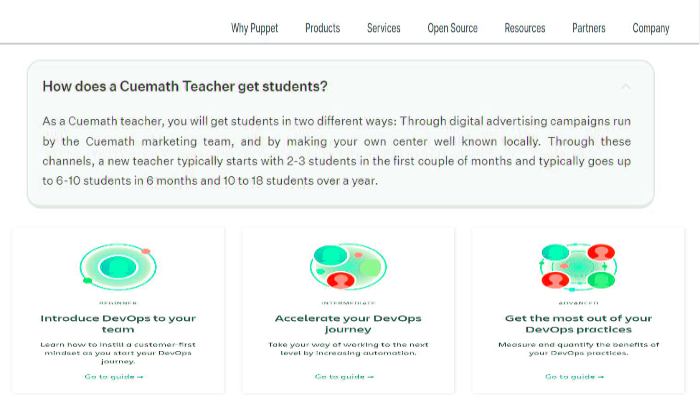 Why Puppet Products Services Open Source Resources Partners Company
How does a Cuemath Teacher get students?
As a Cuemath teacher, you will get students in two different ways: Through digital advertising campaigns run
by the Cuemath marketing team, and by making your own center well known locally. Through these
channels, a new teacher typically starts with 2-3 students in the first couple of months and typically goes up
to 6-10 students in 6 months and 10 to 18 students over a year.
BEGINNER
Introduce DevOps to your
team
Learn how to instill a customer-first
mindset as you start your DevOps
journey.
Go to guide →
INTERMEDIATE
Accelerate your DevOps
journey
Take your way of working to the next
level by increasing automation.
Go to guide →
ADVANCED
Get the most out of your
DevOps practices
Measure and quantify the benefits of
your DevOps practices.
Go to guide →